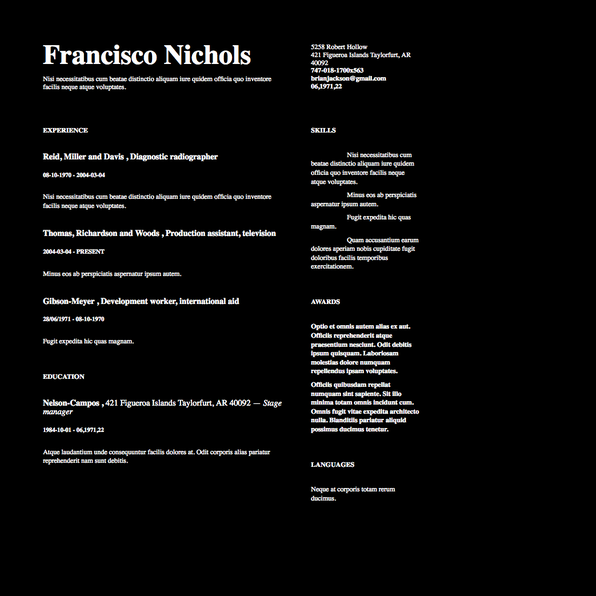 Francisco Nichols
Nisi necessitatibus cum beatae distinctio aliquam iure quidem officia quo inventore
facilis neque atque voluptates.
5258 Robert Hollow
421 Figueroa Islands Taylorfurt, AR
40092
747-018-1700x563
brianjackson@gmail.com
06,1971,22
EXPERIENCE
Reid, Miller and Davis , Diagnostic radiographer
08-10-1970 - 2004-03-04
Nisi necessitatibus cum beatae distinctio aliquam iure quidem officia quo inventore
facilis neque atque voluptates.
Thomas, Richardson and Woods , Production assistant, television
2004-03-04 - PRESENT
Minus eos ab perspiciatis aspernatur ipsum autem.
Gibson-Meyer , Development worker, international aid
28/06/1971 - 08-10-1970
Fugit expedita hic quas magnam.
EDUCATION
Nelson-Campos , 421 Figueroa Islands Taylorfurt, AR 40092 — Stage
manager
1984-10-01 - 06,1971,22
Atque laudantium unde consequuntur facilis dolores at. Odit corporis alias pariatur
reprehenderit nam sunt debitis.
SKILLS
Nisi necessitatibus cum
beatae distinctio aliquam iure quidem
officia quo inventore facilis neque
atque voluptates.
Minus eos ab perspiciatis
aspernatur ipsum autem.
Fugit expedita hic quas
magnam.
Quam accusantium earum
dolores aperiam nobis cupiditate fugit
doloribus facilis temporibus
exercitationem.
AWARDS
Optio et omnis autem alias ex aut.
Officiis reprehenderit atque
praesentium nesciunt. Odit debitis
ipsum quisquam. Laboriosam
molestias dolore numquam
repellendus ipsam voluptates.
Officiis quibusdam repellat
numquam sint sapiente. Sit illo
minima totam omnis incidunt cum.
Omnis fugit vitae expedita architecto
nulla. Blanditiis pariatur aliquid
possimus ducimus tenetur.
LANGUAGES
Neque at corporis totam rerum
ducimus.